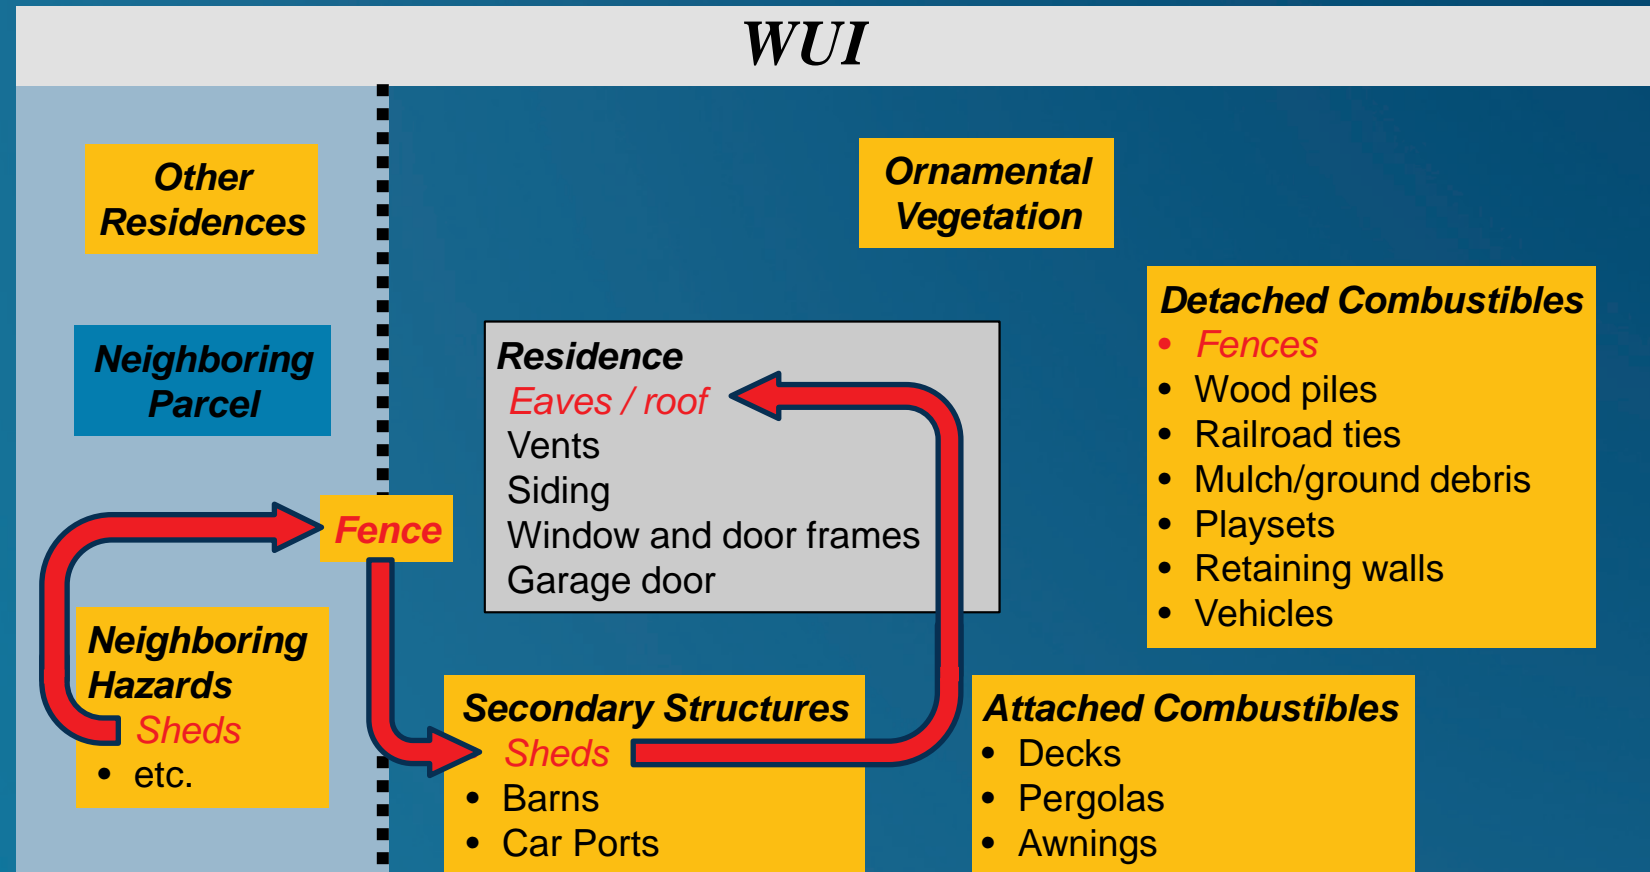 WUI
Other
Residences
Neighboring
Parcel
Fence
Neighboring
Hazards
Sheds
• etc.
Ornamental
Vegetation
Residence
Eaves / roof
Vents
Siding
Window and door frames
Garage door
Secondary Structures
Sheds
• Barns
• Car Ports
Detached Combustibles
• Fences
• Wood piles
• Railroad ties
• Mulch/ground debris
• Playsets
• Retaining walls
• Vehicles
Attached Combustibles
• Decks
• Pergolas
• Awnings